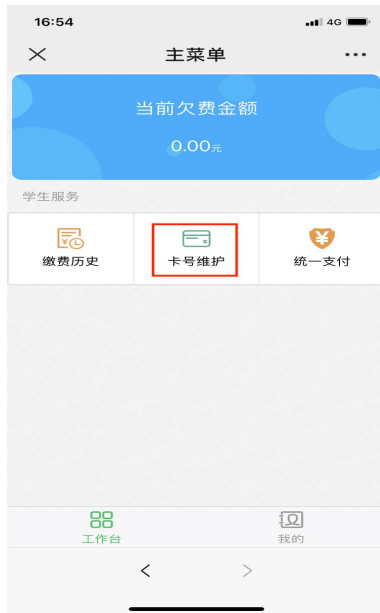 16:54
4G
主菜单
当前欠费金额
0.00元
学生服务
缴费历史
卡号维护
统一支付
工作台
我的